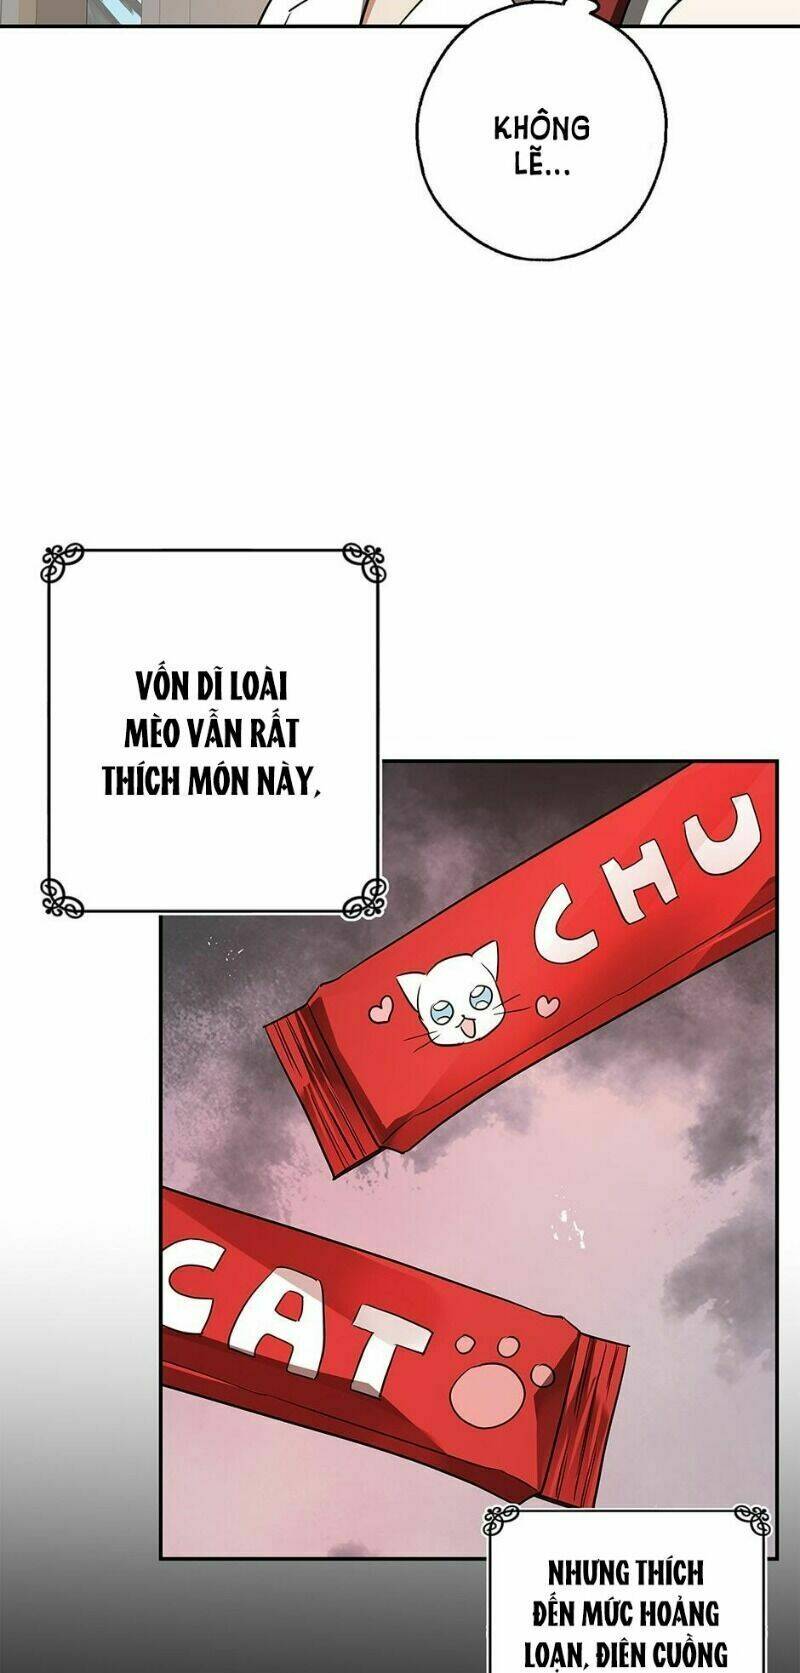 KHÔNG
LẼ...
VỐN DĨ LOÀI
MÈO VẪN RẤT
THÍCH MÓN NÀY,
CHU
CAT
NHƯNG THÍCH
ĐẾN MỨC HOẢNG
LOẠN, ĐIÊN CUỒNG